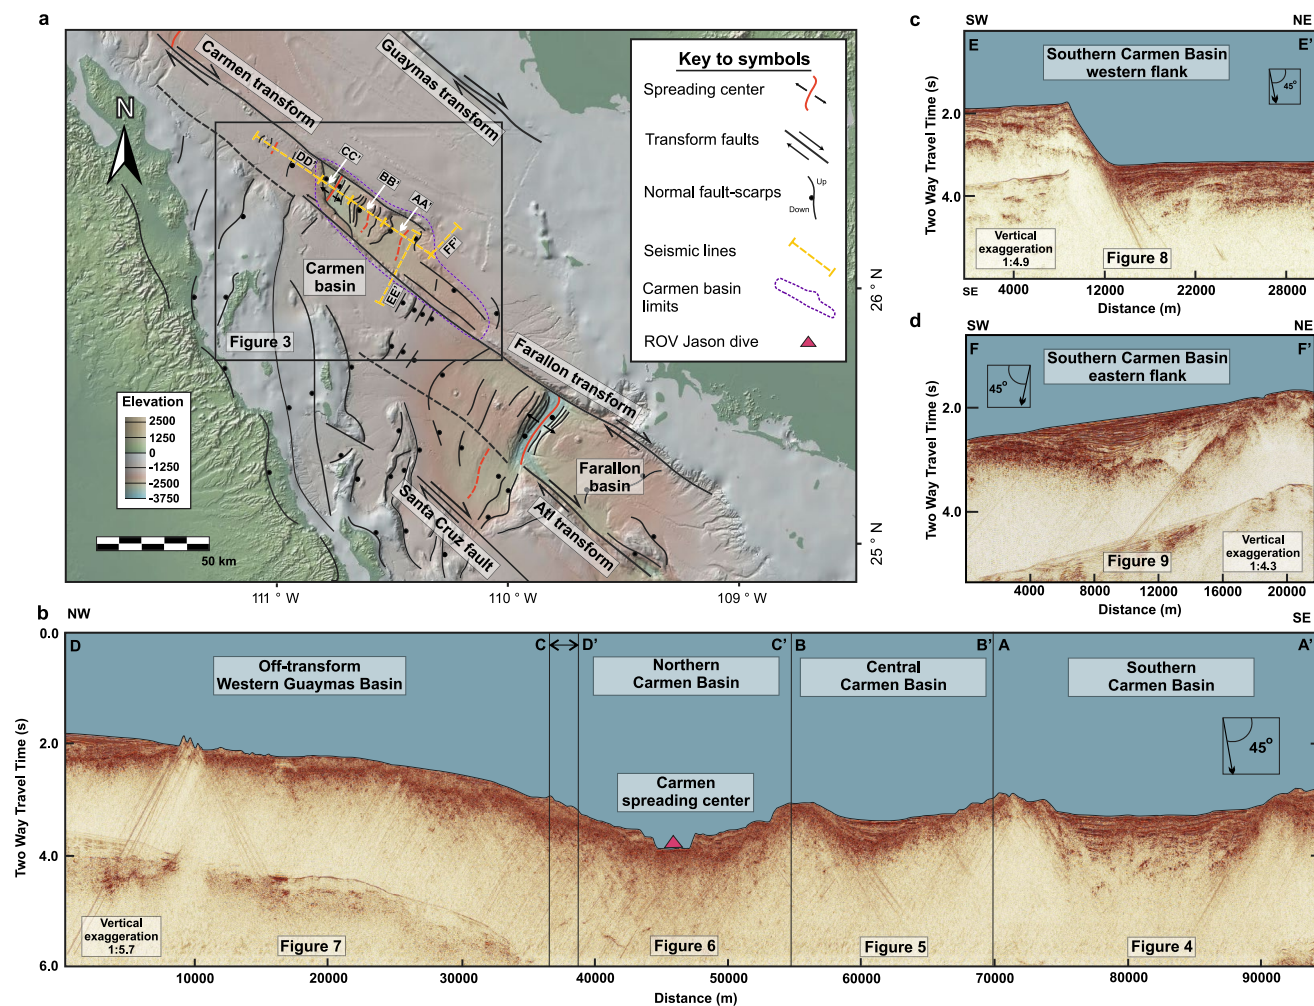 a
Carmen transform
Guaymas transform
N
DD'
CC'
BB'
AA'
FF'
EE'
Carmen
basin
Figure 3
Farallon transform
Farallon
basin
Santa Cruz fault
Atl transform
Elevation
2500
1250
0
-1250
-2500
-3750
50 km
111 ° W
110 ° W
109 ° W
26 ° N
25 ° N
Key to symbols
Spreading center
Transform faults
Normal fault-scarps
Up
Down
Seismic lines
Carmen basin
limits
ROV Jason dive
c
SW
NE
E
E'
Southern Carmen Basin
western flank
45°
Two Way Travel Time (s)
2.0
4.0
Vertical
exaggeration
1:4.9
Figure 8
SE
4000
12000
20000
28000
Distance (m)
d
SW
NE
F
F'
Southern Carmen Basin
eastern flank
45°
Two Way Travel Time (s)
2.0
4.0
Figure 9
Vertical
exaggeration
1:4.3
4000
8000
12000
16000
20000
Distance (m)
b
NW
SE
D
C
D'
C'
B
B'
A
A'
Off-transform
Western Guaymas Basin
Northern
Carmen Basin
Central
Carmen Basin
Southern
Carmen Basin
45°
Carmen
spreading center
Two Way Travel Time (s)
0.0
2.0
4.0
6.0
Vertical
exaggeration
1:5.7
Figure 7
Figure 6
Figure 5
Figure 4
10000
20000
30000
40000
50000
60000
70000
80000
90000
Distance (m)